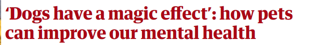 ‘Dogs have a magic effect’: how pets
can improve our mental health